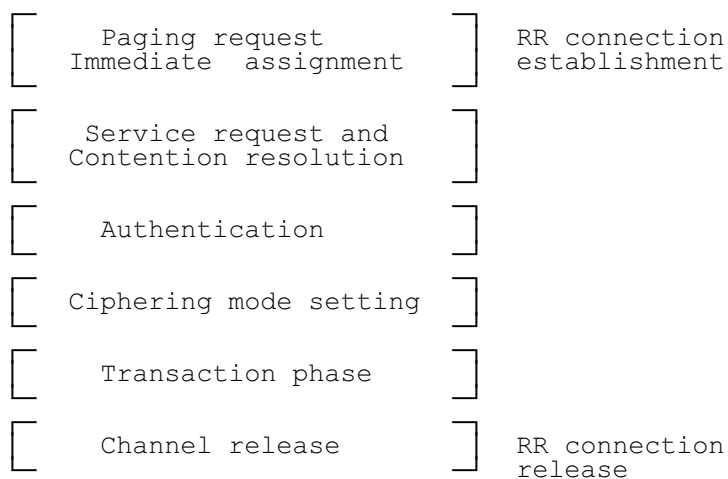 Paging request RR connection
Immediate assignment establishment
Service request and
Contention resolution
Authentication
Ciphering mode setting
Transaction phase
Channel release RR connection
release